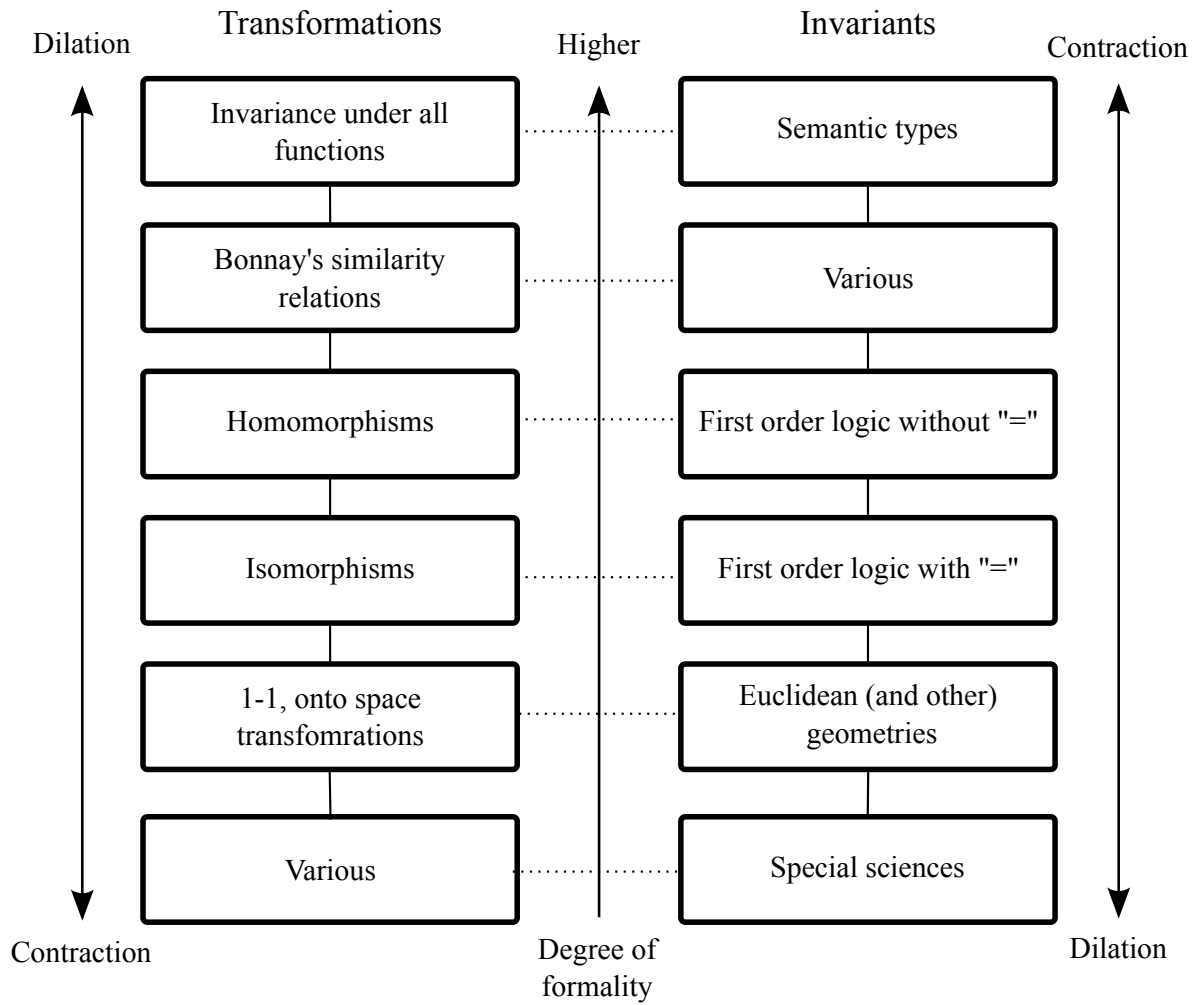 Transformations
Invariants
Dilation
Higher
Contraction
Invariance under all
functions
Semantic types
Bonnay's similarity
relations
Various
Homomorphisms
First order logic without "="
Isomorphisms
First order logic with "="
1-1, onto space
transfomrations
Euclidean (and other)
geometries
Various
Special sciences
Contraction
Degree of
formality
Dilation